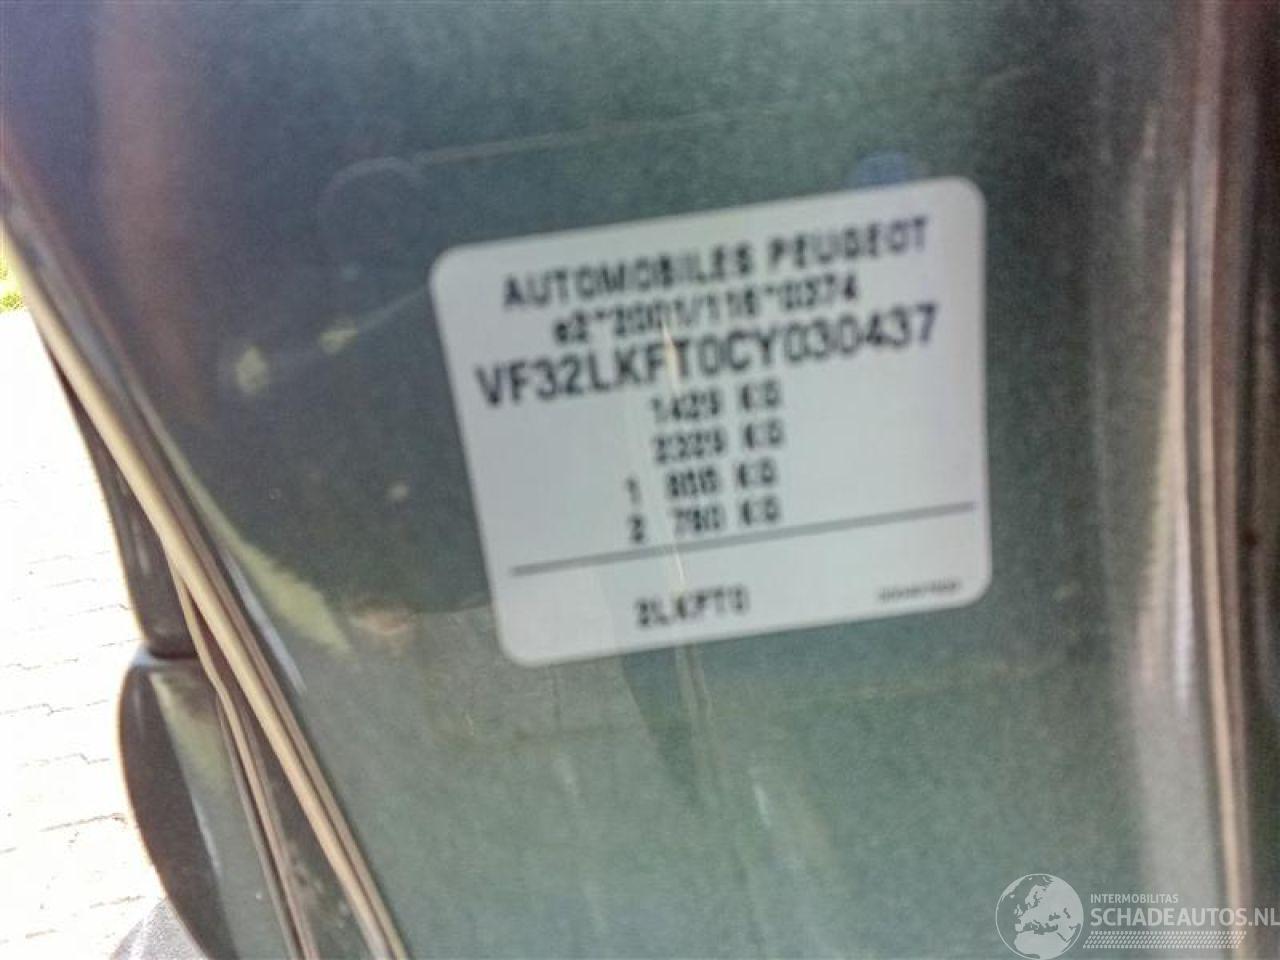 AUTOMOBILES PEUGEOT
e2*2001/116*0374
VF32LKFT0CY030437
1429 KG
2329 KG
1 KG
2 780 KG
2LKFT0
INTERMOBILITAS
SCHADEAUTOS.NL